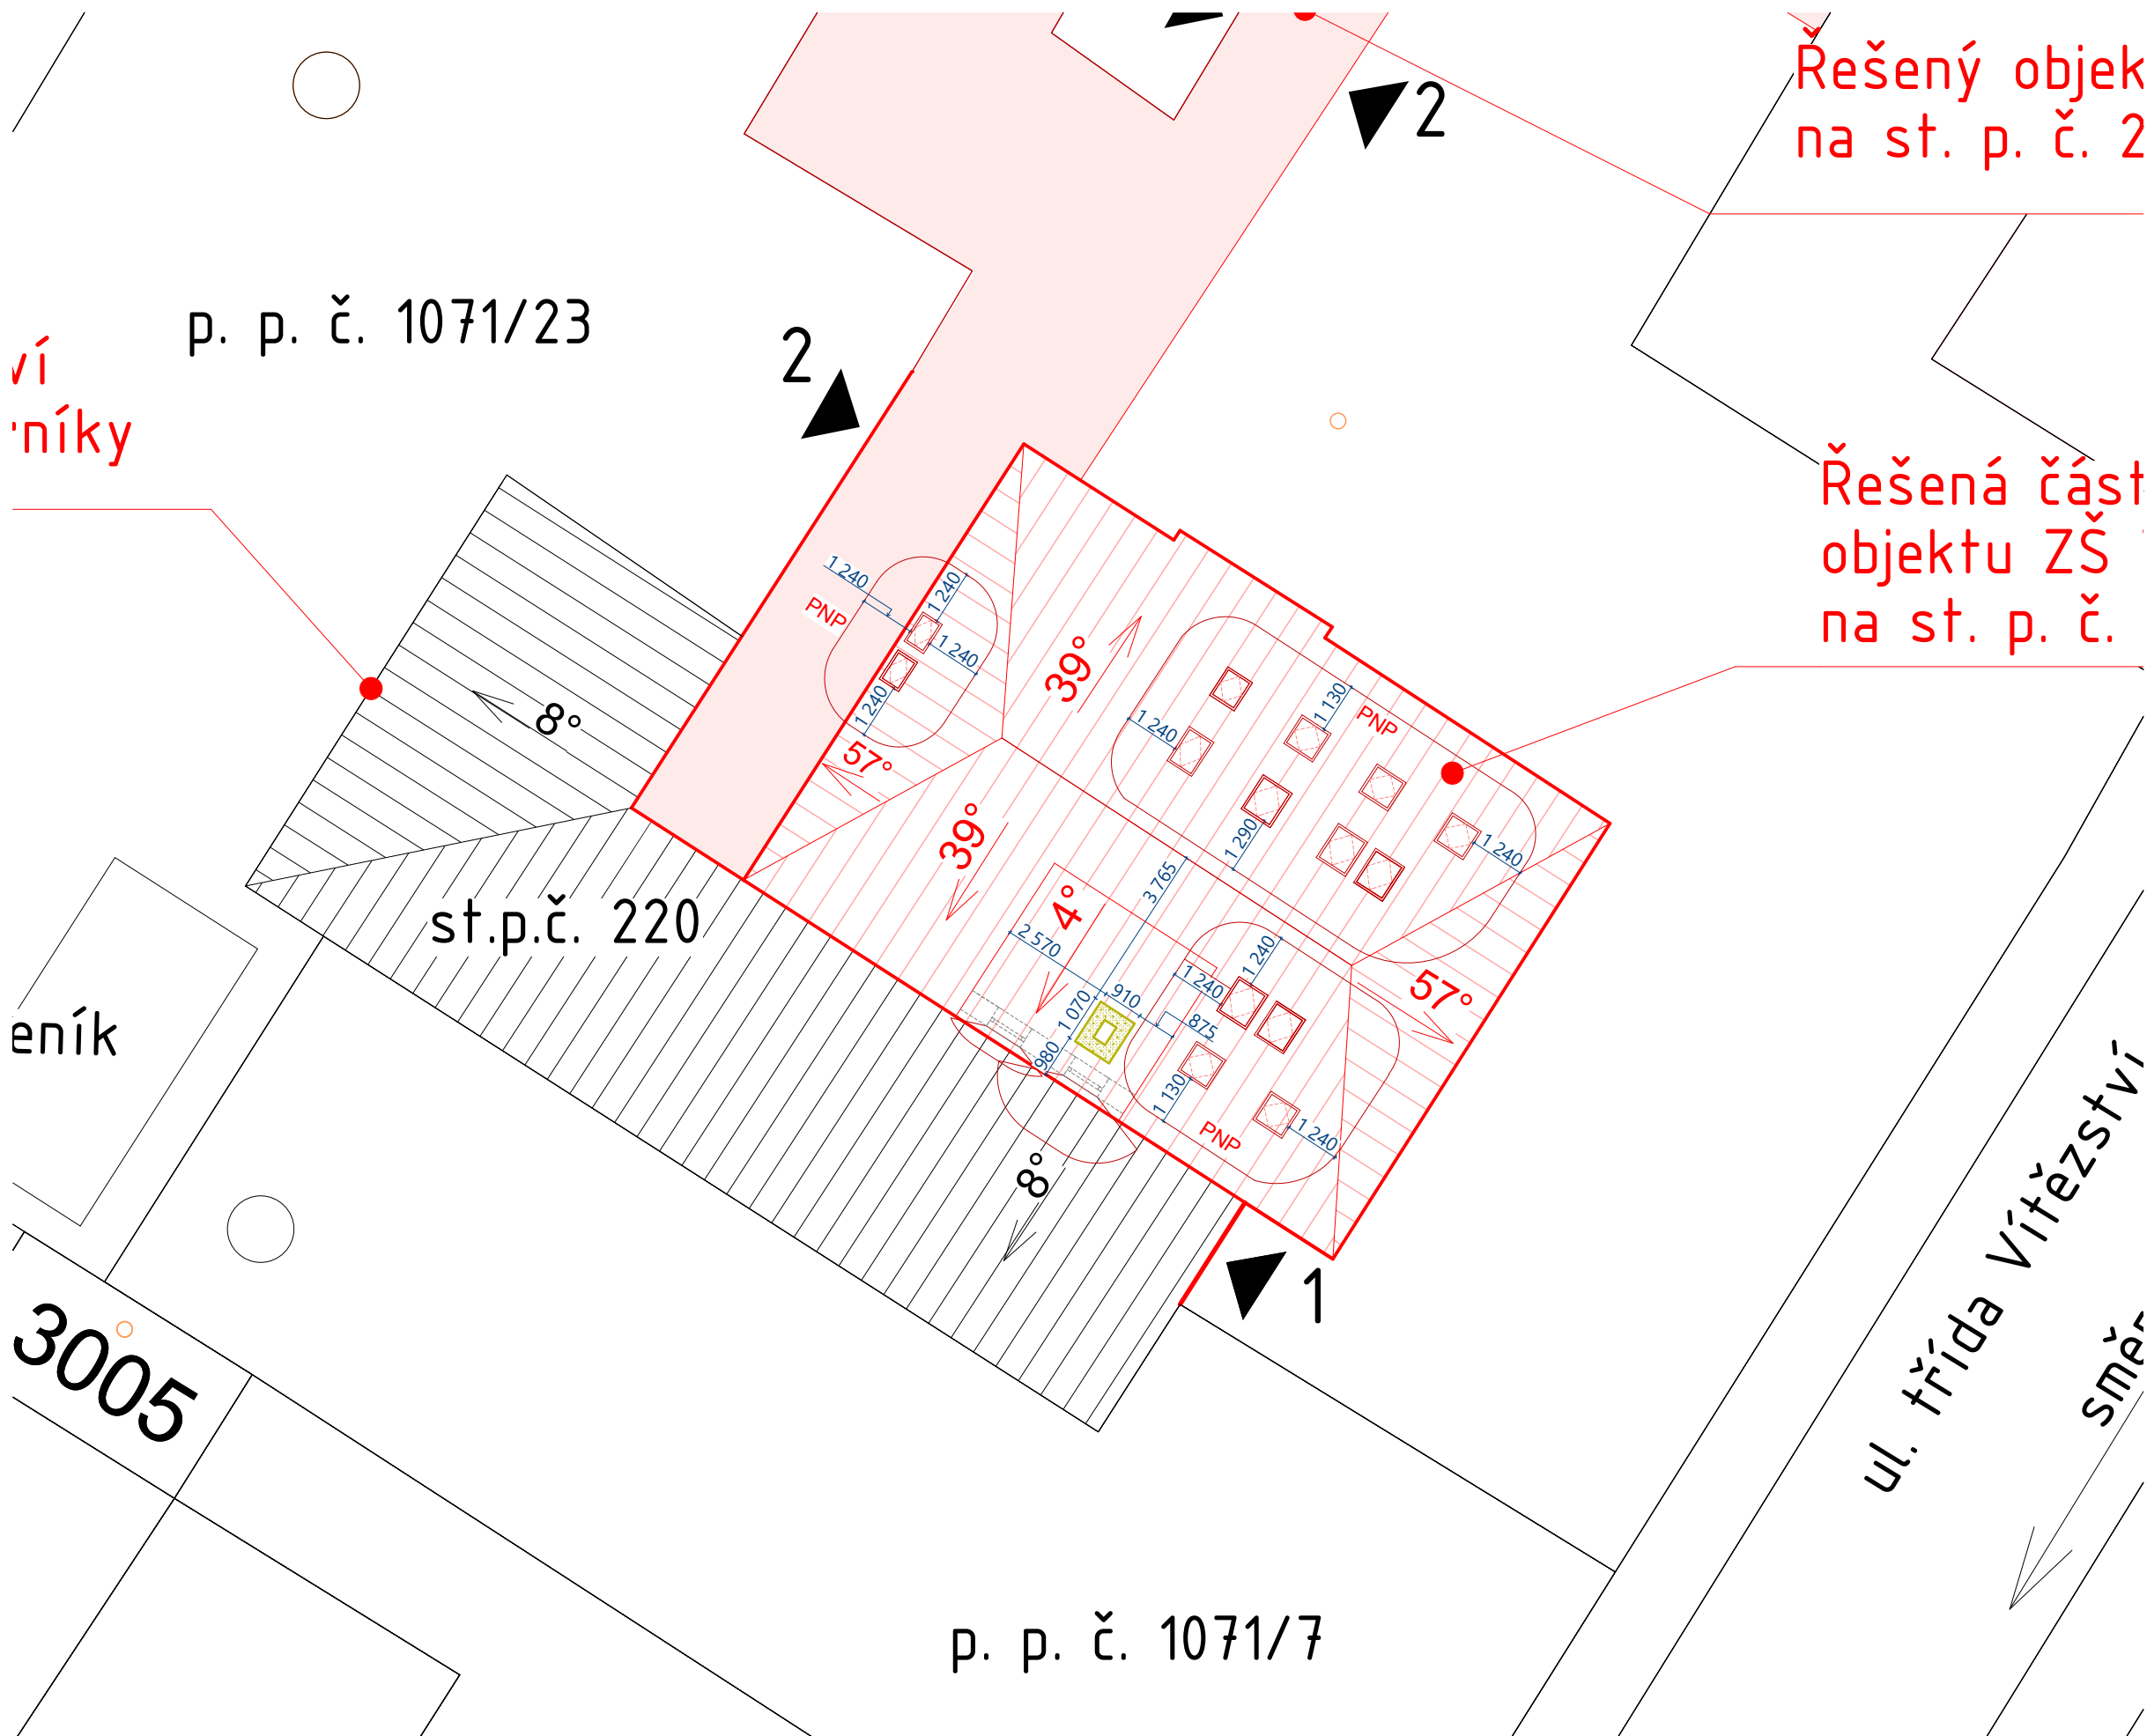 Řešený objek
na st. p. č. 2
2
p. p. č. 1071/23
2
ví
níky
Řešená část
objektu ZŠ
na st. p. č.
1 240
1 240
PNP
1 240
1 240
39°
57°
8°
1 130
PNP
1 240
1 290
1 240
39°
3 765
4°
2 570
st.p.č. 220
1 240
1 240
910
875
1 070
980
57°
1 130
PNP
1 240
8°
eník
1
3005
ul. třída Vítězství
smě
p. p. č. 1071/7